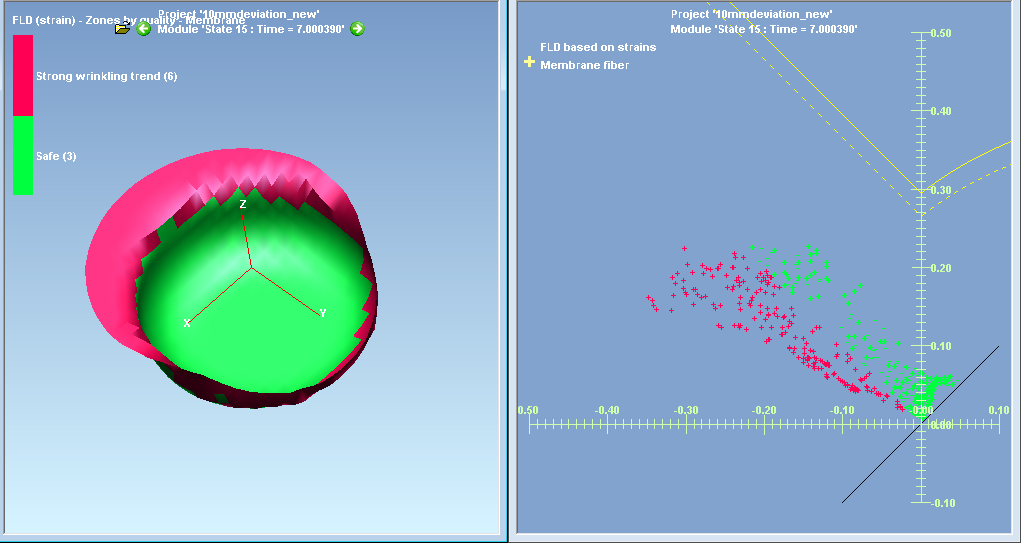 FLD (strain) - Zones by quality - Membrane
Project '10mmdeviation_new'
Module 'State 15 : Time = 7.000390'
Strong wrinkling trend (6)
Safe (3)
Z
X
Y
Project '10mmdeviation_new'
Module 'State 15 : Time = 7.000390'
FLD based on strains
Membrane fiber
0.50
0.40
0.30
0.20
0.10
0.50 -0.40 -0.30 -0.20 -0.10 -0.00 0.10
0.00
-0.10